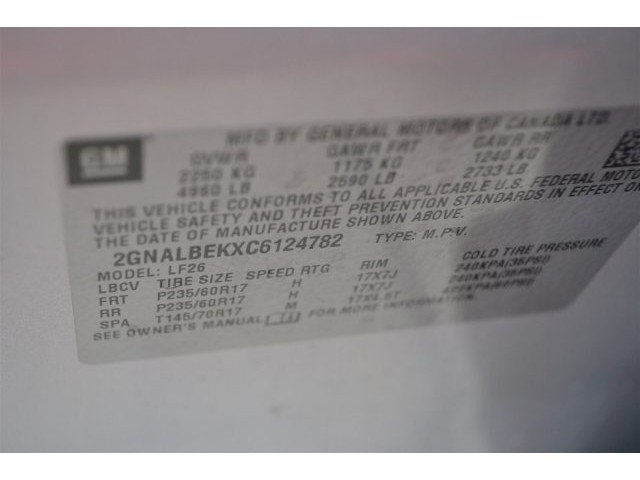 MFD BY GENERAL MOTORS OF CANADA LTD.
GM
GVWR GAWR FRT GAWR RR
2250 KG 1175 KG 1240 KG
4960 LB 2590 LB 2733 LB
THIS VEHICLE CONFORMS TO ALL APPLICABLE U.S. FEDERAL MOTOR
VEHICLE SAFETY AND THEFT PREVENTION STANDARDS IN EFFECT ON
THE DATE OF MANUFACTURE SHOWN ABOVE.
2GNALBEKXC6124782 TYPE: M.P.V.
MODEL: LF26
LBCV TIRE SIZE SPEED RTG RIM COLD TIRE PRESSURE
FRT P235/60R17 H 17X7J 240KPA(35PSI)
RR P235/60R17 H 17X7J 240KPA(35PSI)
SPA T145/70R17 M 17X4.5T 420KPA(60PSI)
SEE OWNER'S MANUAL FOR MORE INFORMATION